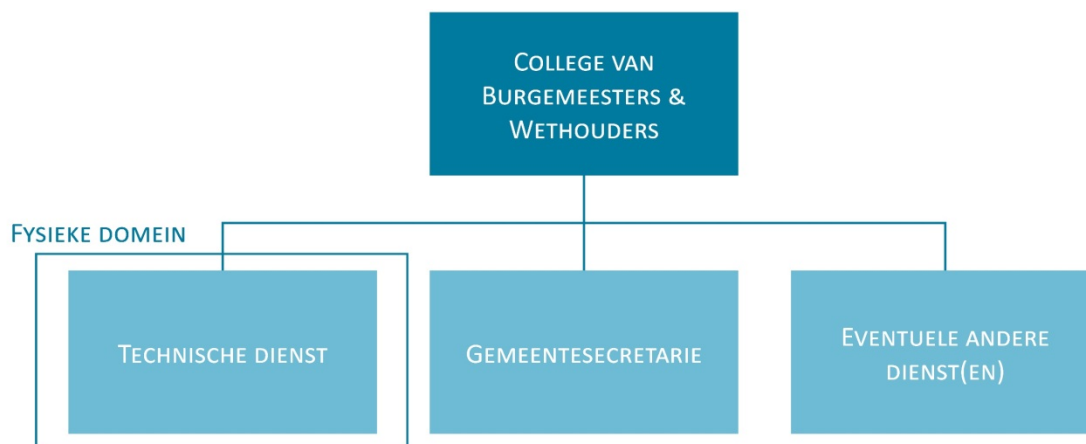 College van
Burgemeesters &
Wethouders
Fysieke domein
Technische dienst
Gemeentesecretarie
Eventuele andere
dienst(en)